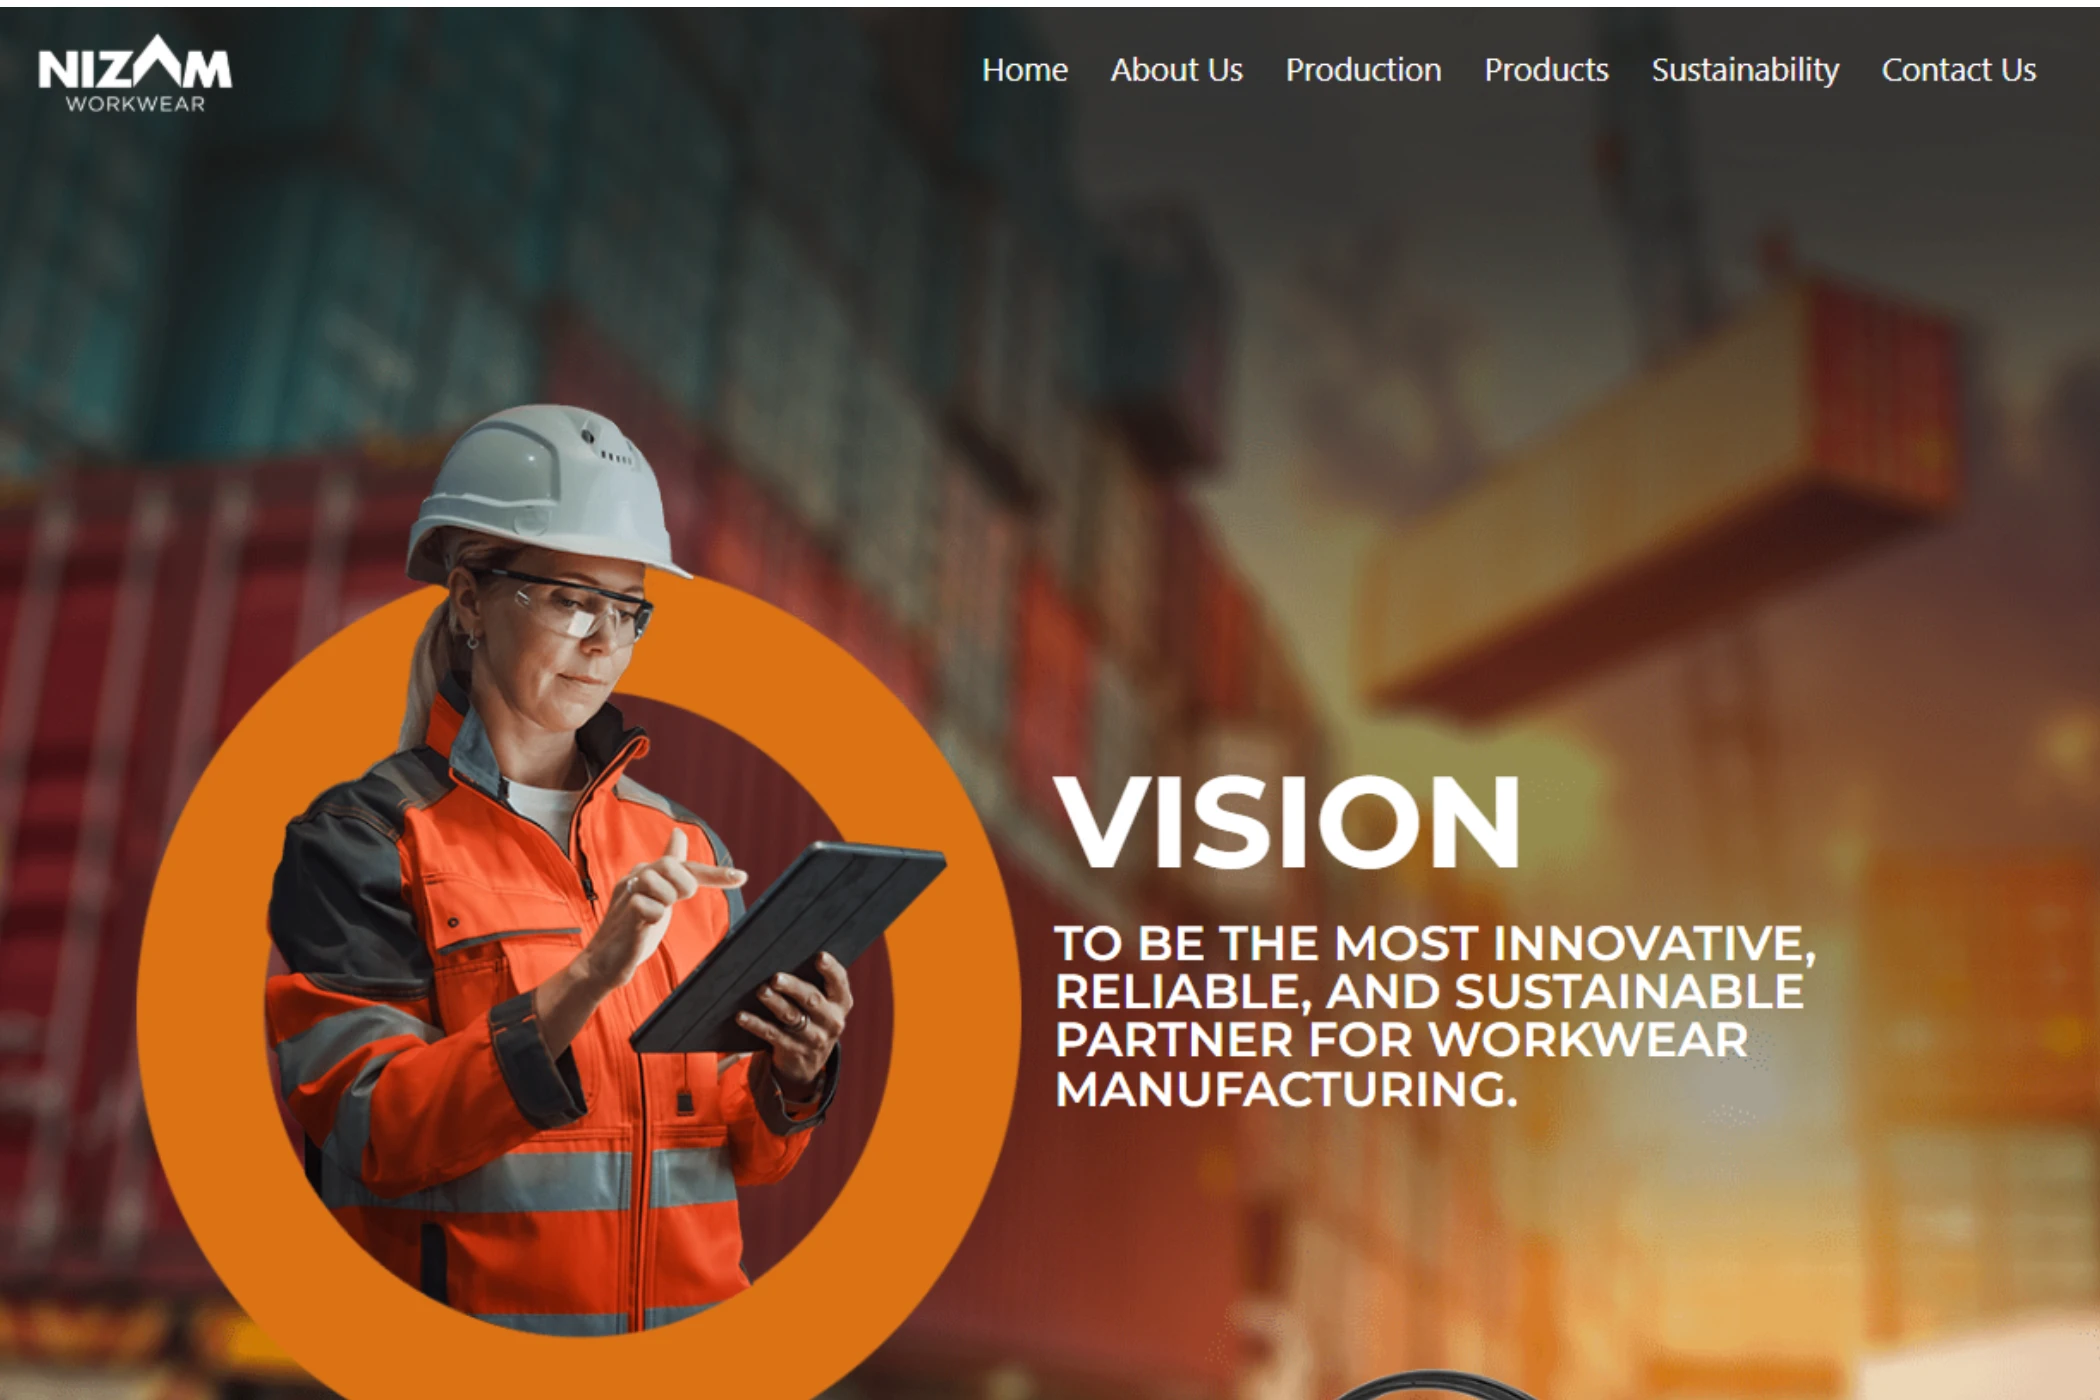 NIZAM
WORKWEAR
Home
About Us
Production
Products
Sustainability
Contact Us
VISION
TO BE THE MOST INNOVATIVE,
RELIABLE, AND SUSTAINABLE
PARTNER FOR WORKWEAR
MANUFACTURING.